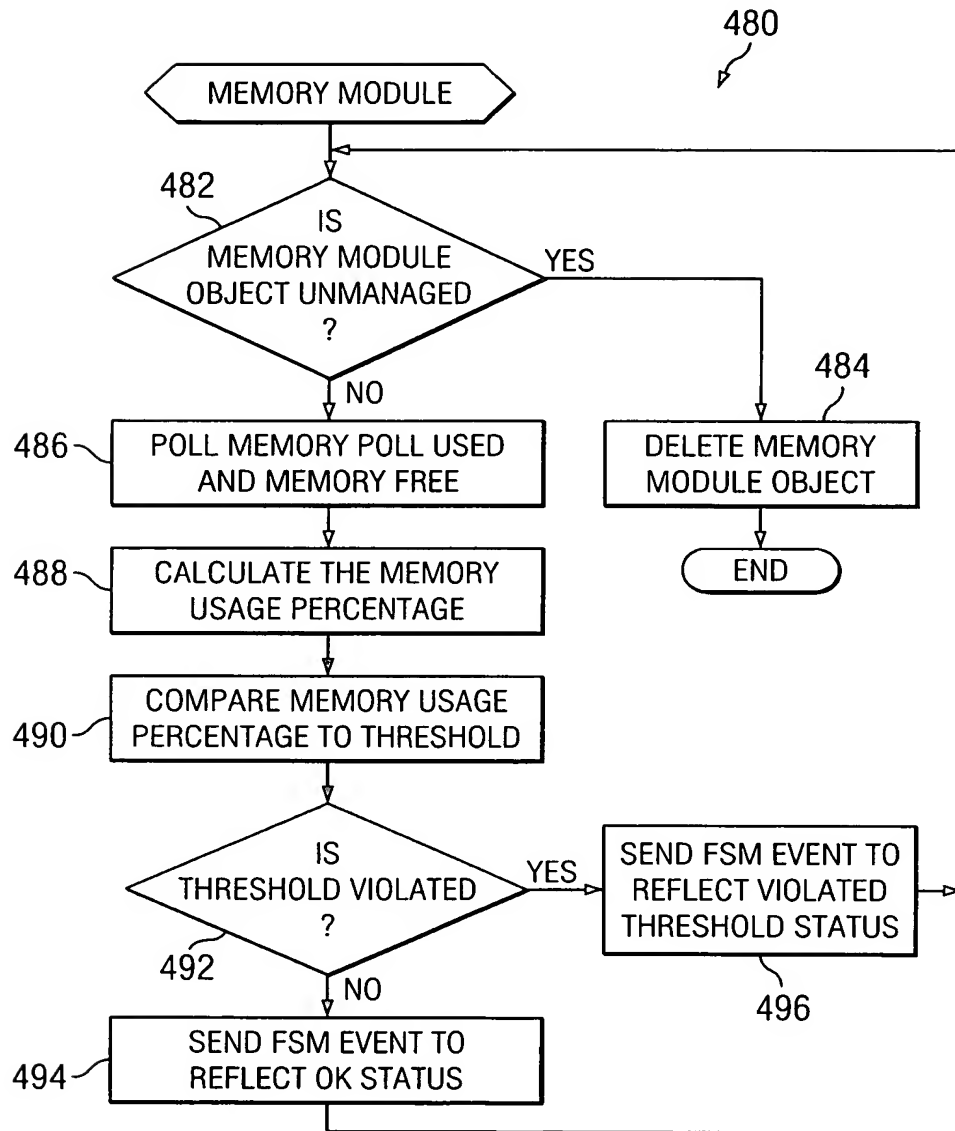 480
MEMORY MODULE
482
IS
MEMORY MODULE
OBJECT UNMANAGED
?
YES
NO
484
486
POLL MEMORY POLL USED
AND MEMORY FREE
DELETE MEMORY
MODULE OBJECT
488
CALCULATE THE MEMORY
USAGE PERCENTAGE
END
490
COMPARE MEMORY USAGE
PERCENTAGE TO THRESHOLD
IS
THRESHOLD VIOLATED
?
YES
492
NO
SEND FSM EVENT TO
REFLECT VIOLATED
THRESHOLD STATUS
496
494
SEND FSM EVENT TO
REFLECT OK STATUS